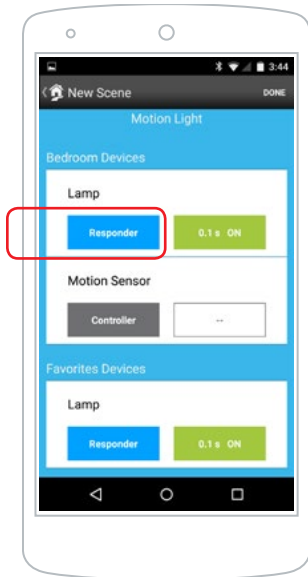 3:44
New Scene DONE
Motion Light
Bedroom Devices
Lamp
Responder 0.1 s ON
Motion Sensor
Controller --
Favorites Devices
Lamp
Responder 0.1 s ON